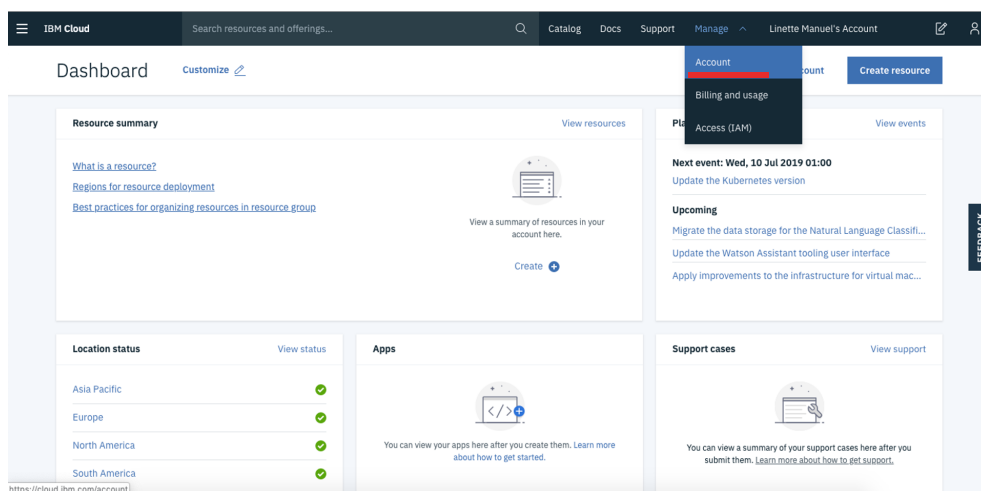 IBM Cloud
Search resources and offerings...
Catalog
Docs
Support
Manage
Linette Manuel's Account
Account
Billing and usage
Access (IAM)
Dashboard
Customize
Create resource
Resource summary
View resources
What is a resource?
Regions for resource deployment
Best practices for organizing resources in resource group
View a summary of resources in your
account here.
Create
View events
Next event: Wed, 10 Jul 2019 01:00
Update the Kubernetes version
Upcoming
Migrate the data storage for the Natural Language Classifi...
Update the Watson Assistant tooling user interface
Apply improvements to the infrastructure for virtual mac...
FEEDBACK
Location status
View status
Asia Pacific
Europe
North America
South America
Apps
You can view your apps here after you create them. Learn more
about how to get started.
Support cases
View support
You can view a summary of your support cases here after you
submit them. Learn more about how to get support.
https://cloud.ibm.com/account